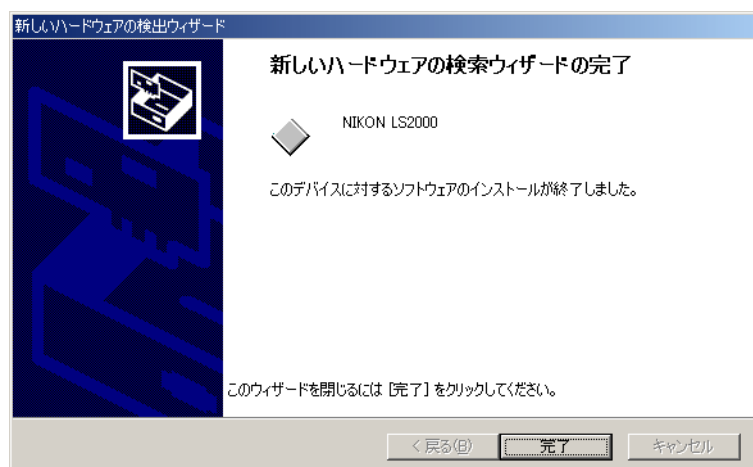 新しいハードウェアの検出ウィザード
新しいハードウェアの検索ウィザードの完了
NIKON LS2000
このデバイスに対するソフトウェアのインストールが終了しました。
このウィザードを閉じるには [完了] をクリックしてください。
< 戻る(B) 完了 キャンセル